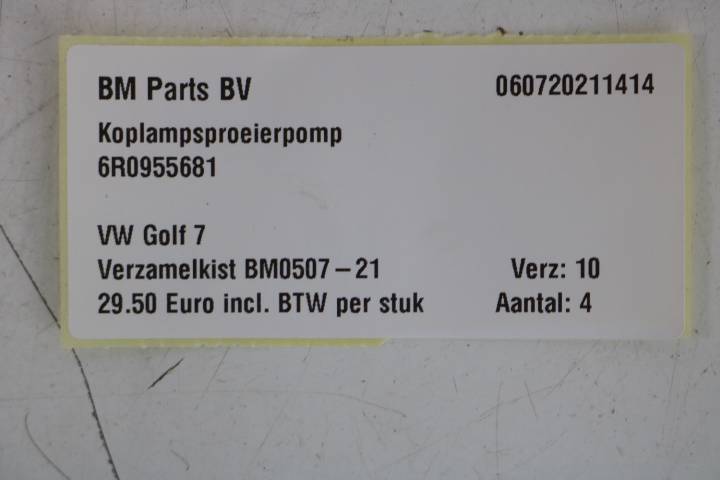 BM Parts BV 060720211414
Koplampsproeierpomp
6R0955681
VW Golf 7
Verzamelkist BM0507-21 Verz: 10
29.50 Euro incl. BTW per stuk Aantal: 4